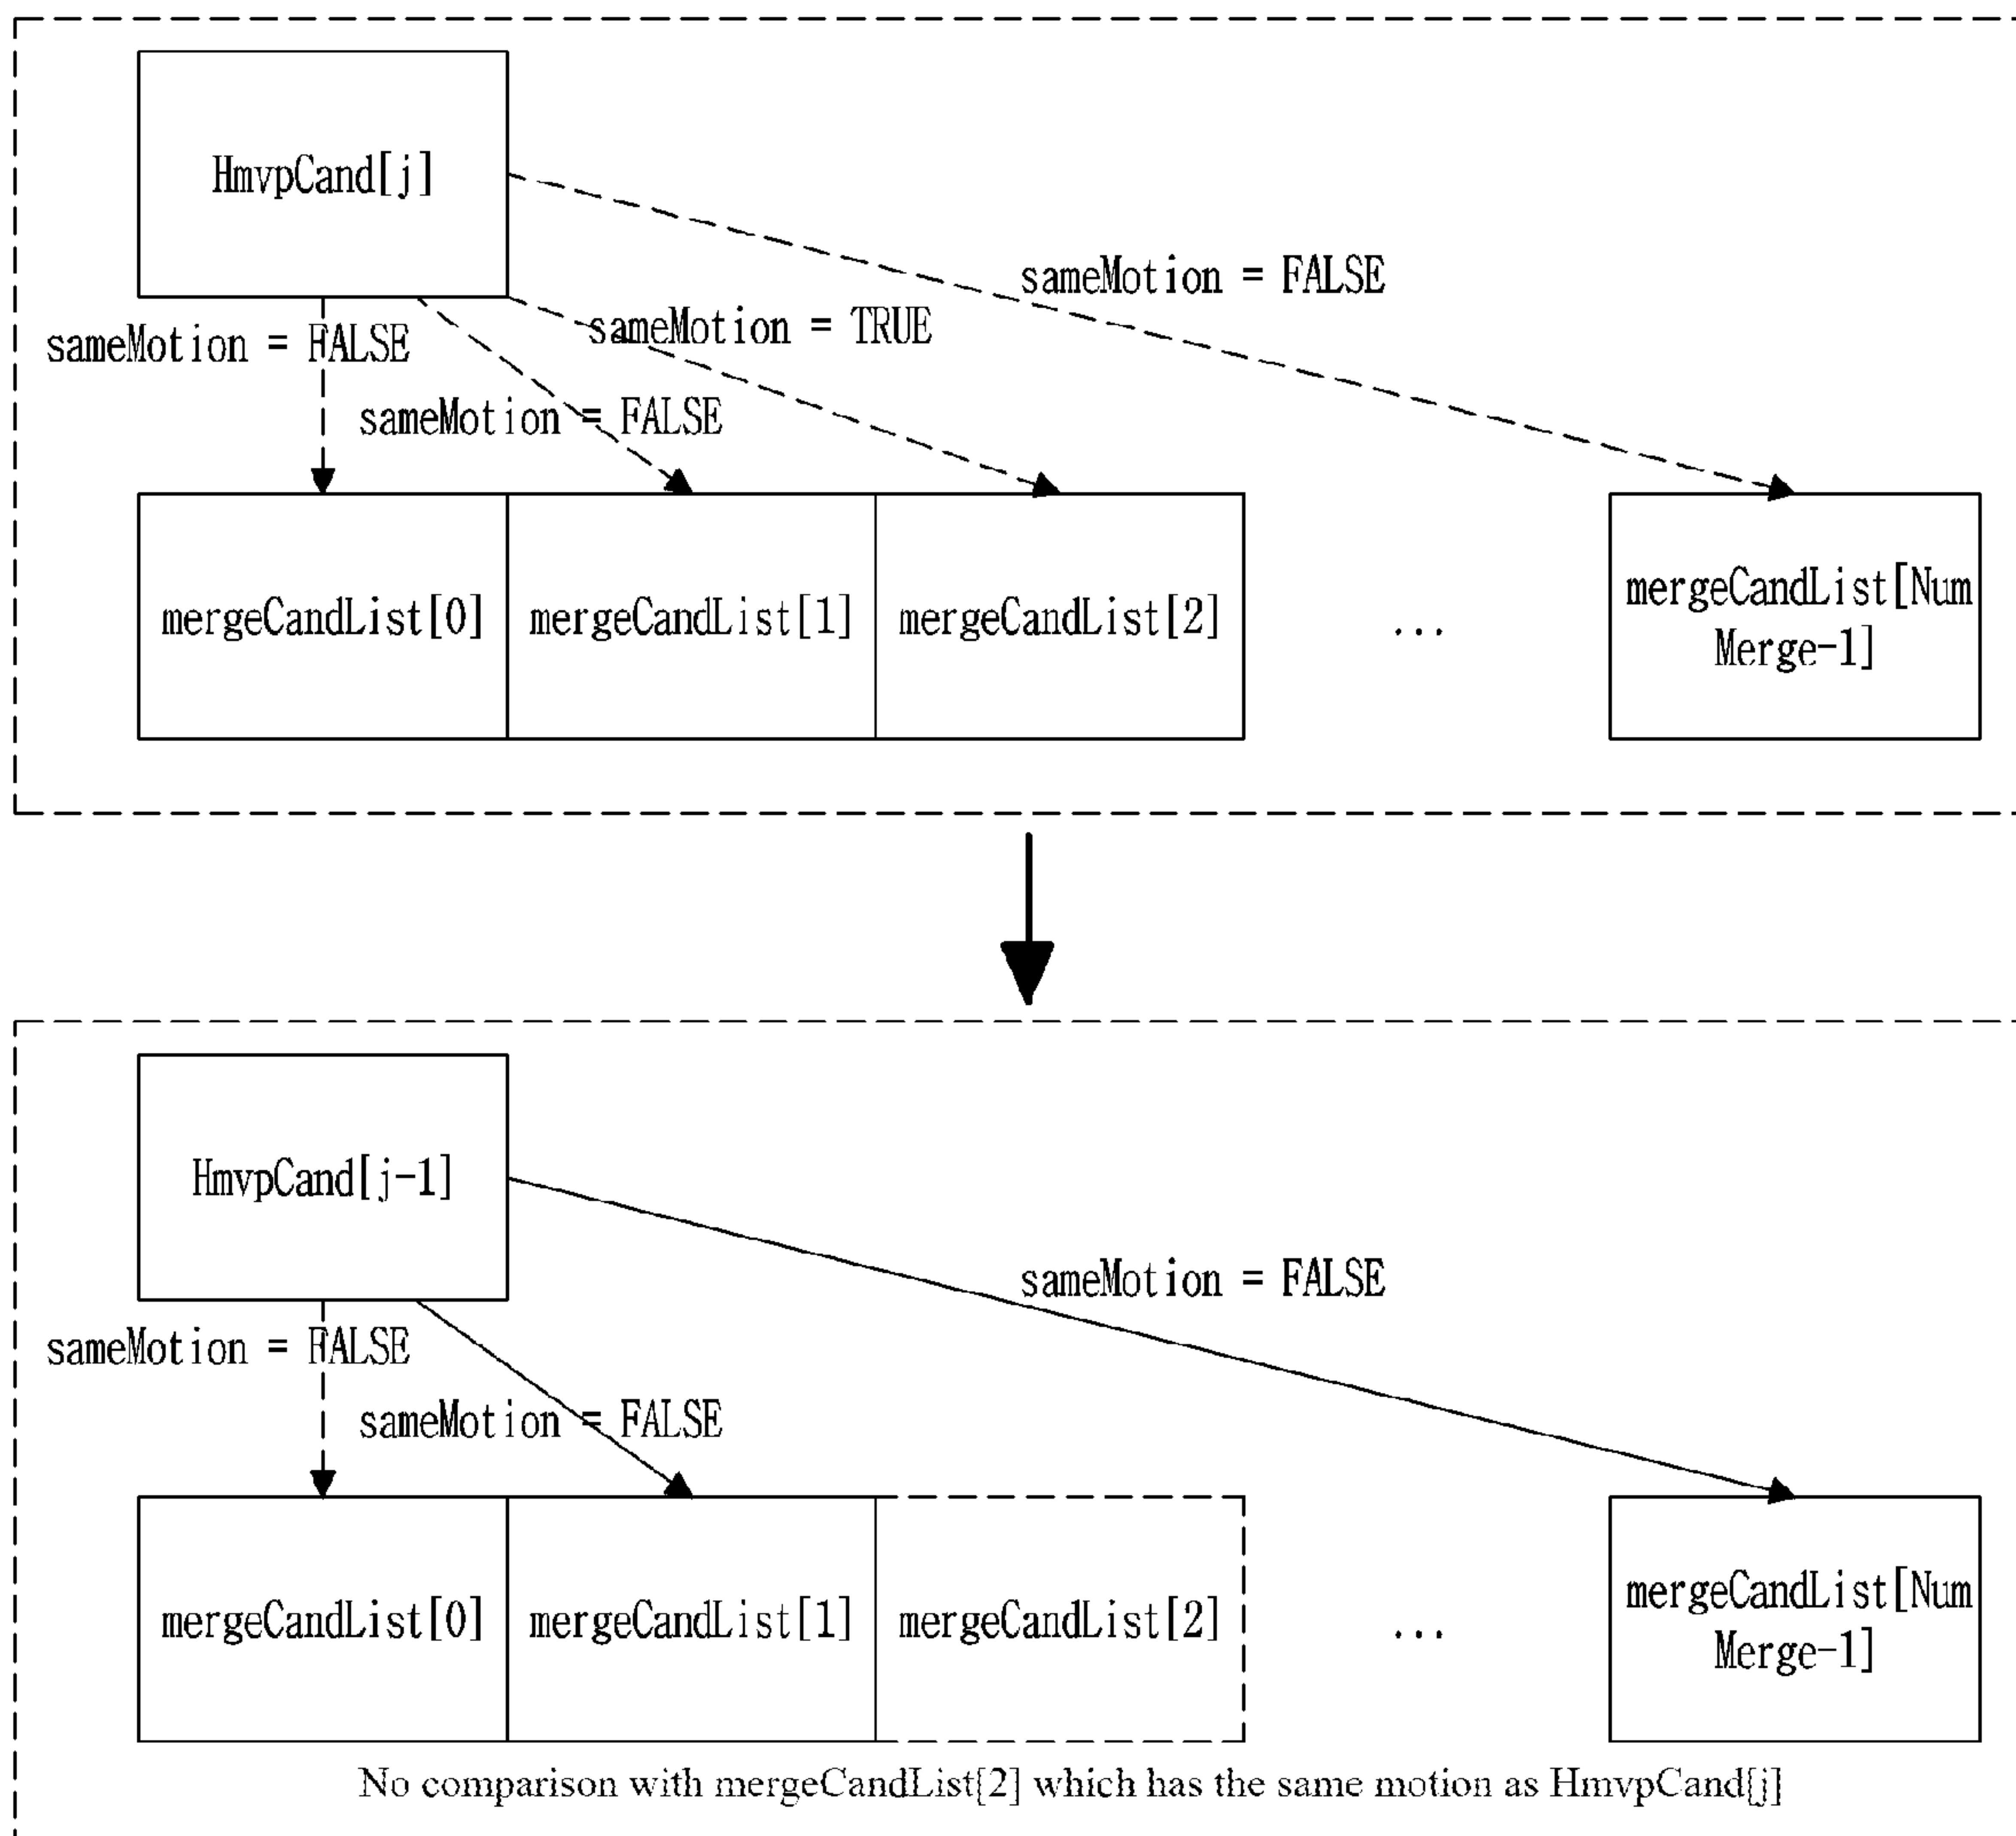 HmvpCand[j]
sameMotion = FALSE
sameMotion = TRUE
sameMotion = FALSE
sameMotion = FALSE
mergeCandList[0]
mergeCandList[1]
mergeCandList[2]
...
mergeCandList[Num
Merge-1]
HmvpCand[j-1]
sameMotion = FALSE
sameMotion = FALSE
sameMotion = FALSE
mergeCandList[0]
mergeCandList[1]
mergeCandList[2]
...
mergeCandList[Num
Merge-1]
No comparison with mergeCandList[2] which has the same motion as HmvpCand[j]